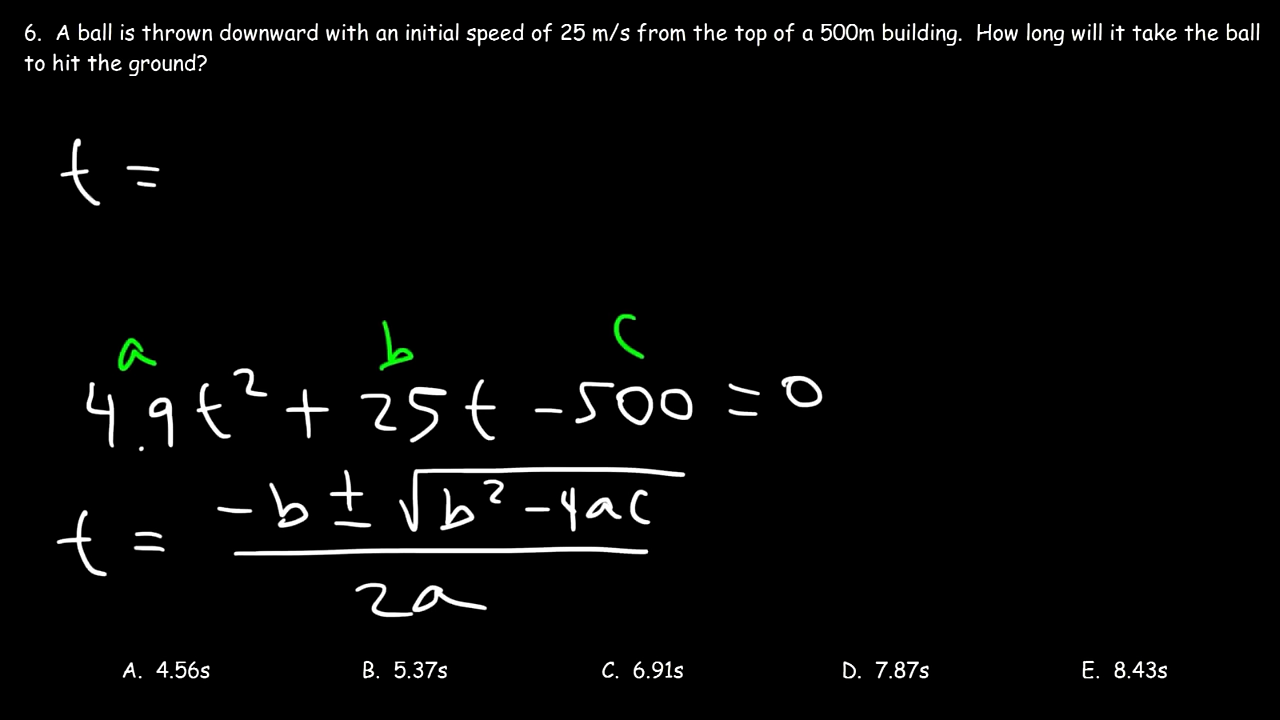 6. A ball is thrown downward with an initial speed of 25 m/s from the top of a 500m building. How long will it take the ball
to hit the ground?
t =
a b c
4.9t² + 25t - 500 = 0
t = -b ± √b² - 4ac
2a
A. 4.56s B. 5.37s C. 6.91s D. 7.87s E. 8.43s